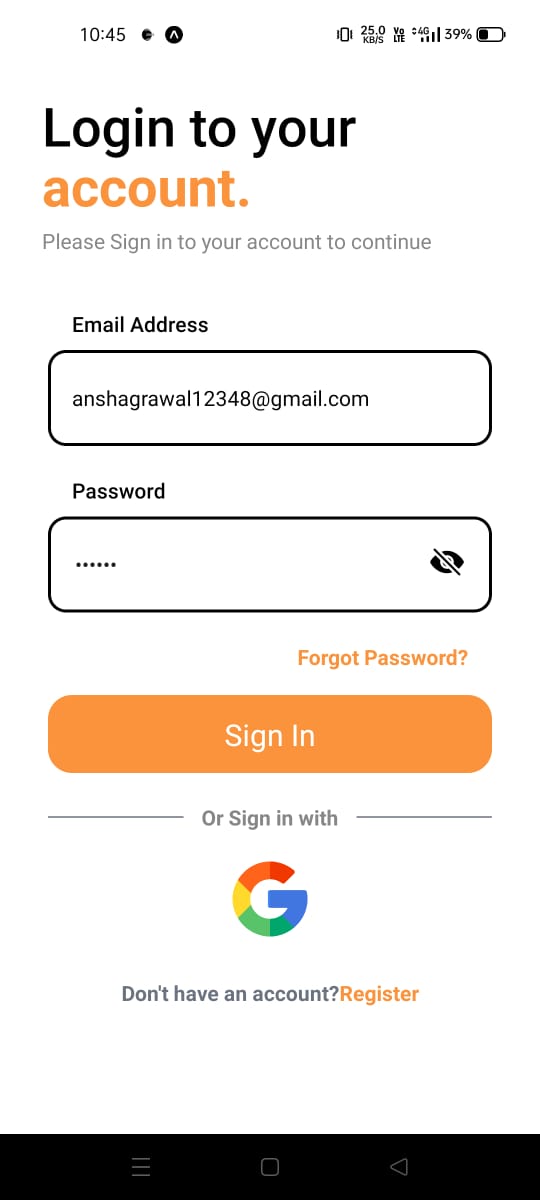 10:45 25.0 KB/S Vo LTE 4G 39%
Login to your
account.
Please Sign in to your account to continue
Email Address
anshagrawal12348@gmail.com
Password
••••••
Forgot Password?
Sign In
Or Sign in with
Don't have an account?Register